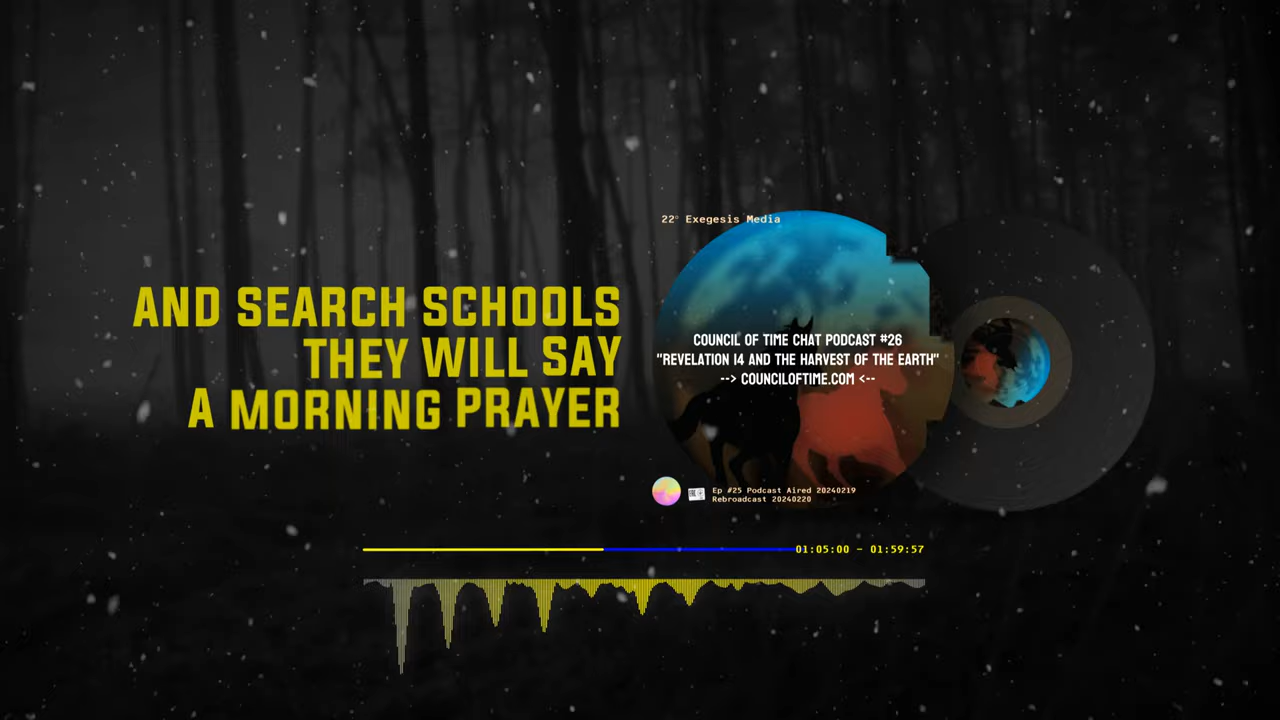 22° Exegesis Media
AND SEARCH SCHOOLS
THEY WILL SAY
A MORNING PRAYER
COUNCIL OF TIME CHAT PODCAST #26
"REVELATION 14 AND THE HARVEST OF THE EARTH"
--> COUNCILOFTIME.COM <--
Ep #25 Podcast Aired 20240219
Rebroadcast 20240220
01:05:00 - 01:59:57